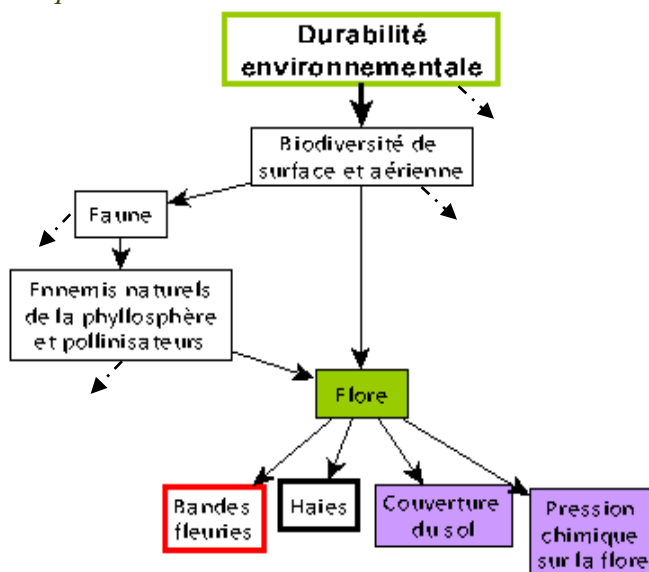 Durabilité
environnementale
Biodiversité de
surface et aérienne
Faune
Ennemis naturels
de la phyllosphère
et pollinisateurs
Flore
Bandes
fleuries
Haies
Couverture
du sol
Pression
chimique
sur la flore